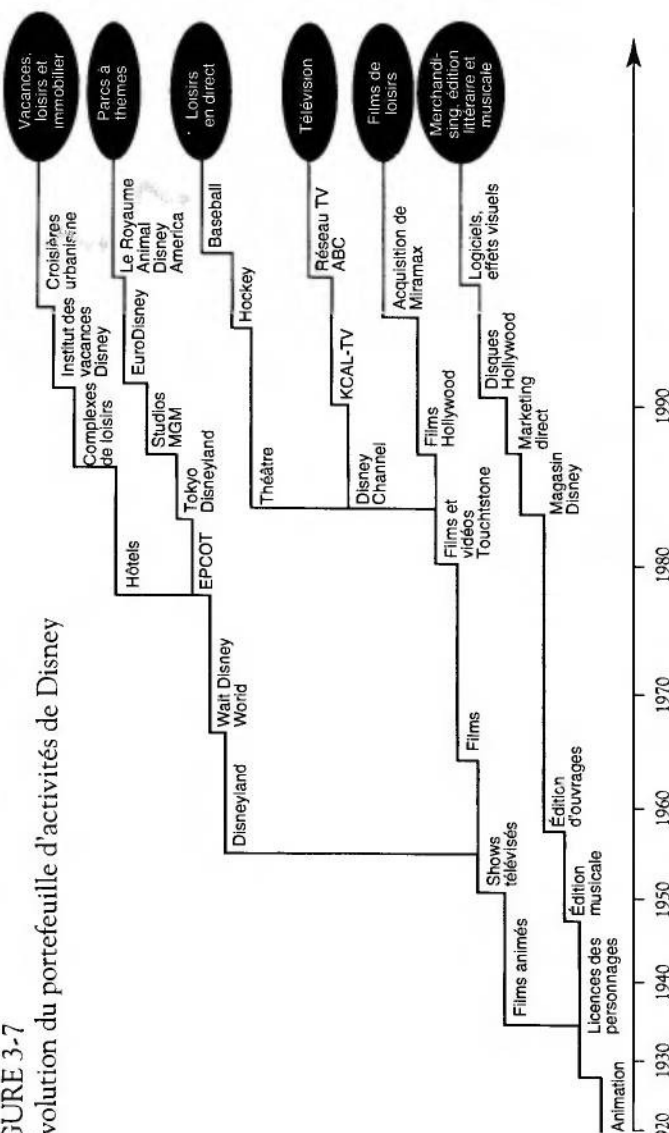 GURE 3-7
volution du portefeuille d'activités de Disney
Vacances,
loisirs et
immobilier
Parcs à
thèmes
Loisirs
en direct
Télévision
Films de
loisirs
Merchandi-
sing, édition
littéraire et
musicale
Croisières
urbanisme
Institut des
vacances
Disney
Complexes
de loisirs
Hôtels
Le Royaume
Animal
Disney
America
EuroDisney
Studios
MGM
Tokyo
Disneyland
EPCOT
Wait Disney
World
Disneyland
Baseball
Hockey
Théâtre
Réseau TV
ABC
KCAL-TV
Disney
Channel
Acquisition de
Miramax
Films
Hollywood
Films et
vidéos
Touchtstone
Films
Shows
télévisés
Films animés
Logiciels,
effets visuels
Disques
Hollywood
Marketing
direct
Magasin
Disney
Édition
d'ouvrages
Édition
musicale
Licences des
personnages
Animation
920 1930 1940 1950 1960 1970 1980 1990